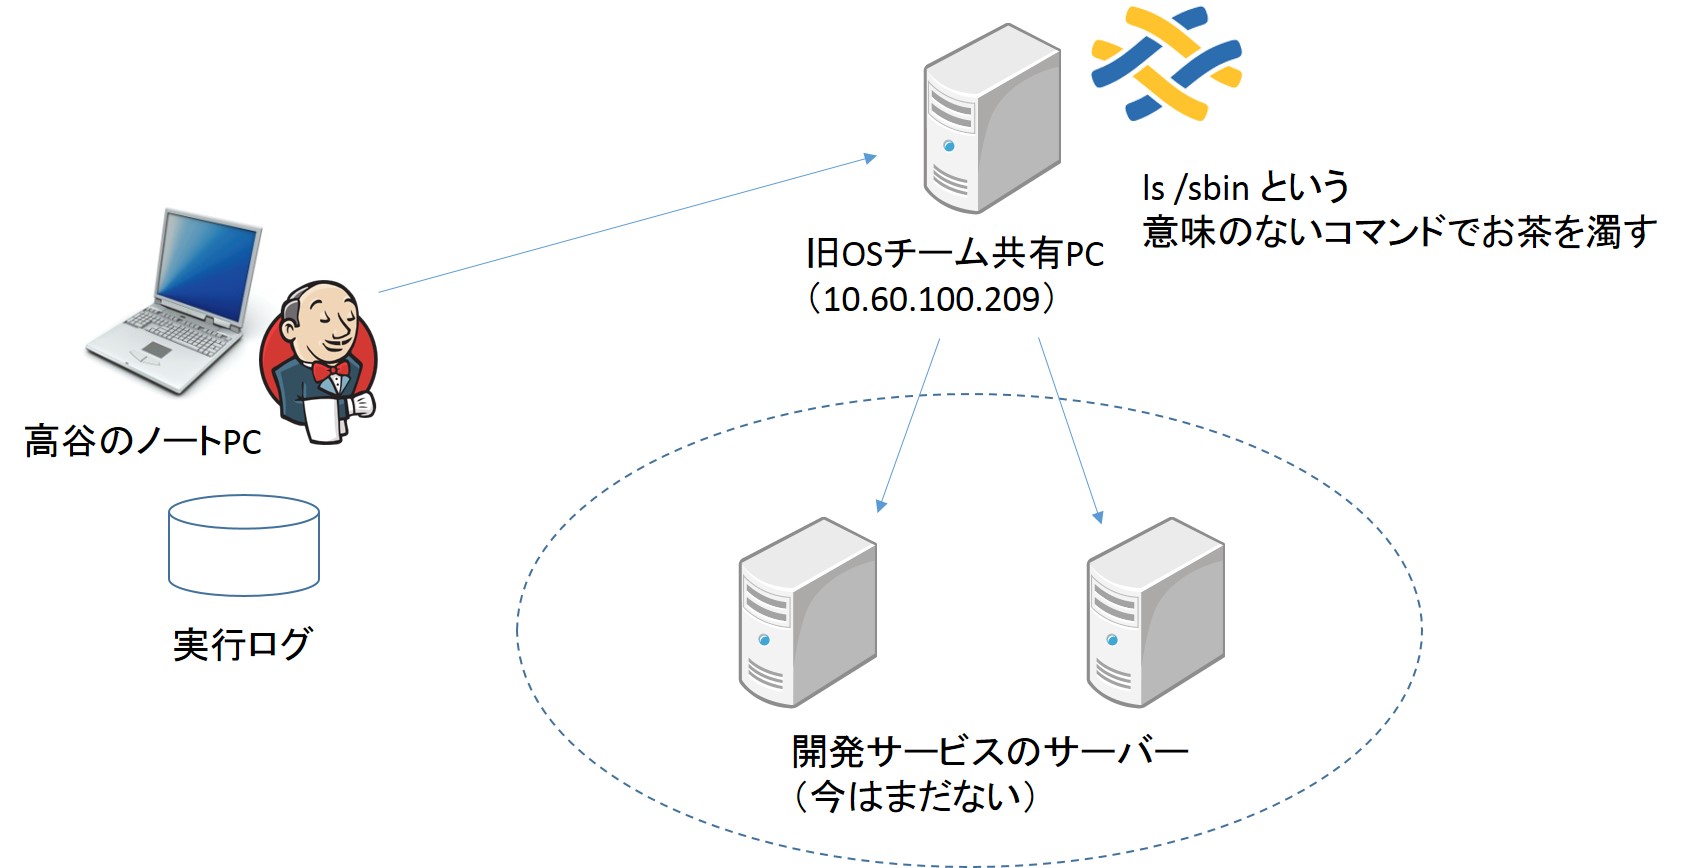 ls /sbin という
意味のないコマンドでお茶を濁す
旧OSチーム共有PC
（10.60.100.209）
高谷のノートPC
実行ログ
開発サービスのサーバー
（今はまだない）